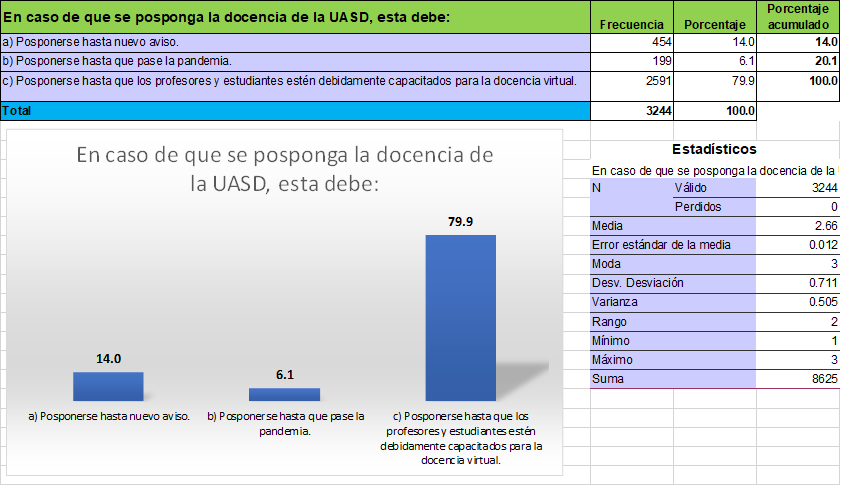 En caso de que se posponga la docencia de la UASD, esta debe: Frecuencia Porcentaje Porcentaje acumulado
a) Posponerse hasta nuevo aviso. 454 14.0 14.0
b) Posponerse hasta que pase la pandemia. 199 6.1 20.1
c) Posponerse hasta que los profesores y estudiantes estén debidamente capacitados para la docencia virtual. 2591 79.9 100.0
Total 3244 100.0
En caso de que se posponga la docencia de
la UASD, esta debe:
79.9
14.0
6.1
a) Posponerse hasta nuevo aviso.
b) Posponerse hasta que pase la
pandemia.
c) Posponerse hasta que los
profesores y estudiantes estén
debidamente capacitados para la
docencia virtual.
Estadísticos
En caso de que se posponga la docencia de la
N Válido 3244
Perdidos 0
Media 2.66
Error estándar de la media 0.012
Moda 3
Desv. Desviación 0.711
Varianza 0.505
Rango 2
Mínimo 1
Máximo 3
Suma 8625